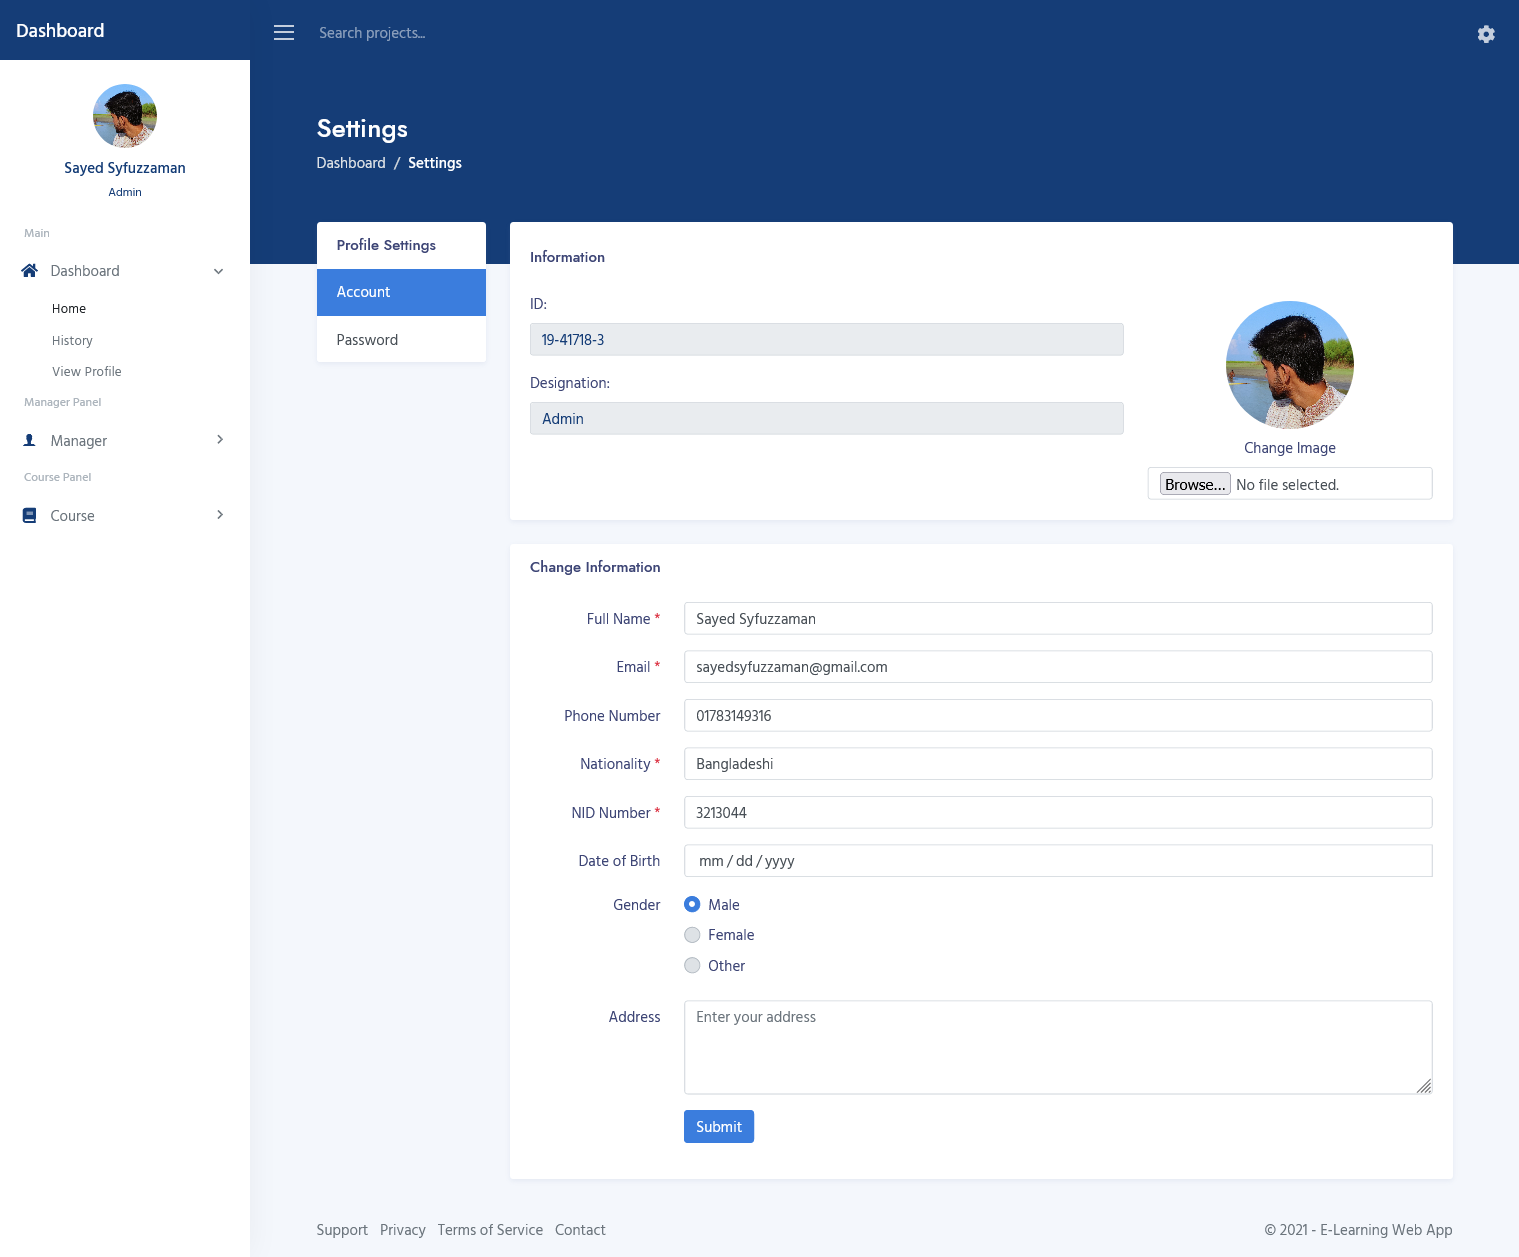 Dashboard
Search projects...
Sayed Syfuzzaman
Admin
Main
Dashboard
Home
History
View Profile
Manager Panel
Manager
Course Panel
Course
Settings
Dashboard / Settings
Profile Settings
Account
Password
Information
ID:
19-41718-3
Designation:
Admin
Change Image
Browse... No file selected.
Change Information
Full Name * Sayed Syfuzzaman
Email * sayedsyfuzzaman@gmail.com
Phone Number 01783149316
Nationality * Bangladeshi
NID Number * 3213044
Date of Birth mm / dd / yyyy
Gender Male
Female
Other
Address Enter your address
Submit
Support Privacy Terms of Service Contact
© 2021 - E-Learning Web App